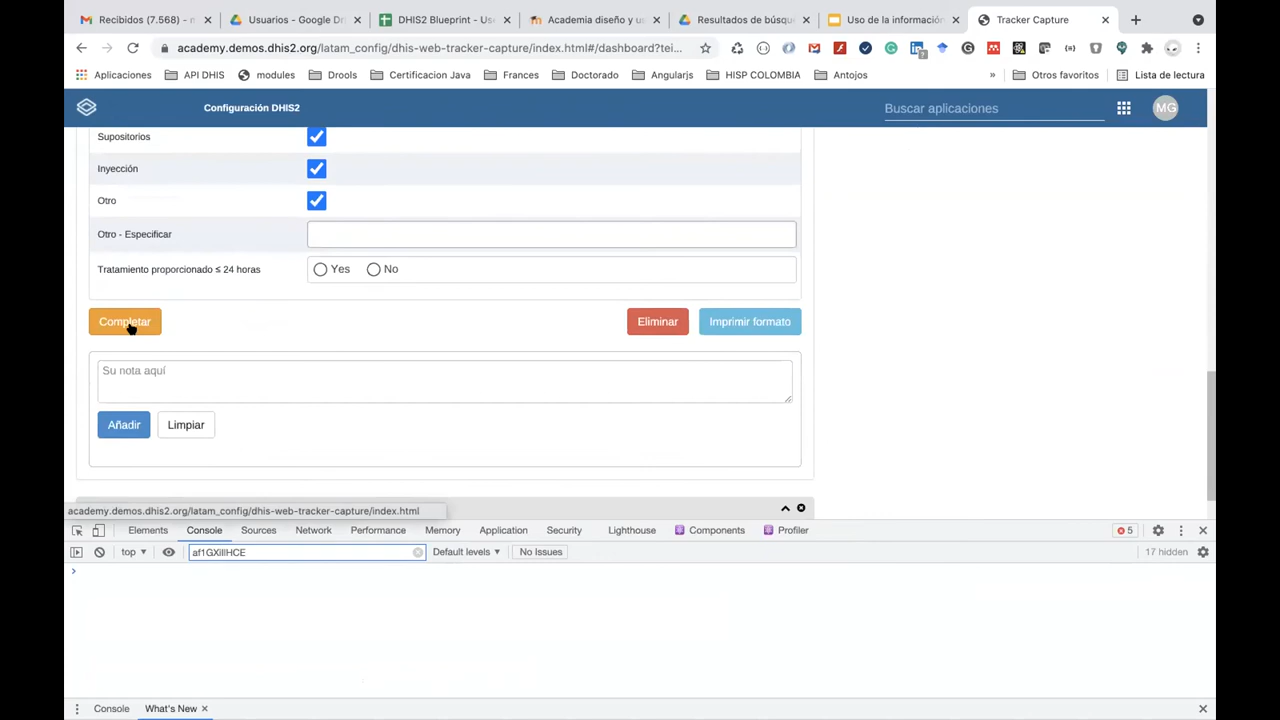 Recibidos (7.568) - m
Usuarios - Google Dri
DHIS2 Blueprint - Use
Academia diseño y us
Resultados de búsqu
Uso de la información
Tracker Capture
academy.demos.dhis2.org/latam_config/dhis-web-tracker-capture/index.html#/dashboard?tei...
Aplicaciones
API DHIS
modules
Drools
Certificacion Java
Frances
Doctorado
Angularjs
HISP COLOMBIA
Antojos
»
Otros favoritos
Lista de lectura
Configuración DHIS2
Buscar aplicaciones
MG
Supositorios
Inyección
Otro
Otro - Especificar
Tratamiento proporcionado ≤ 24 horas
Yes
No
Completar
Eliminar
Imprimir formato
Su nota aquí
Añadir
Limpiar
academy.demos.dhis2.org/latam_config/dhis-web-tracker-capture/index.html
Elements
Console
Sources
Network
Performance
Memory
Application
Security
Lighthouse
Components
Profiler
5
top
Default levels
No Issues
17 hidden
Console
What's New